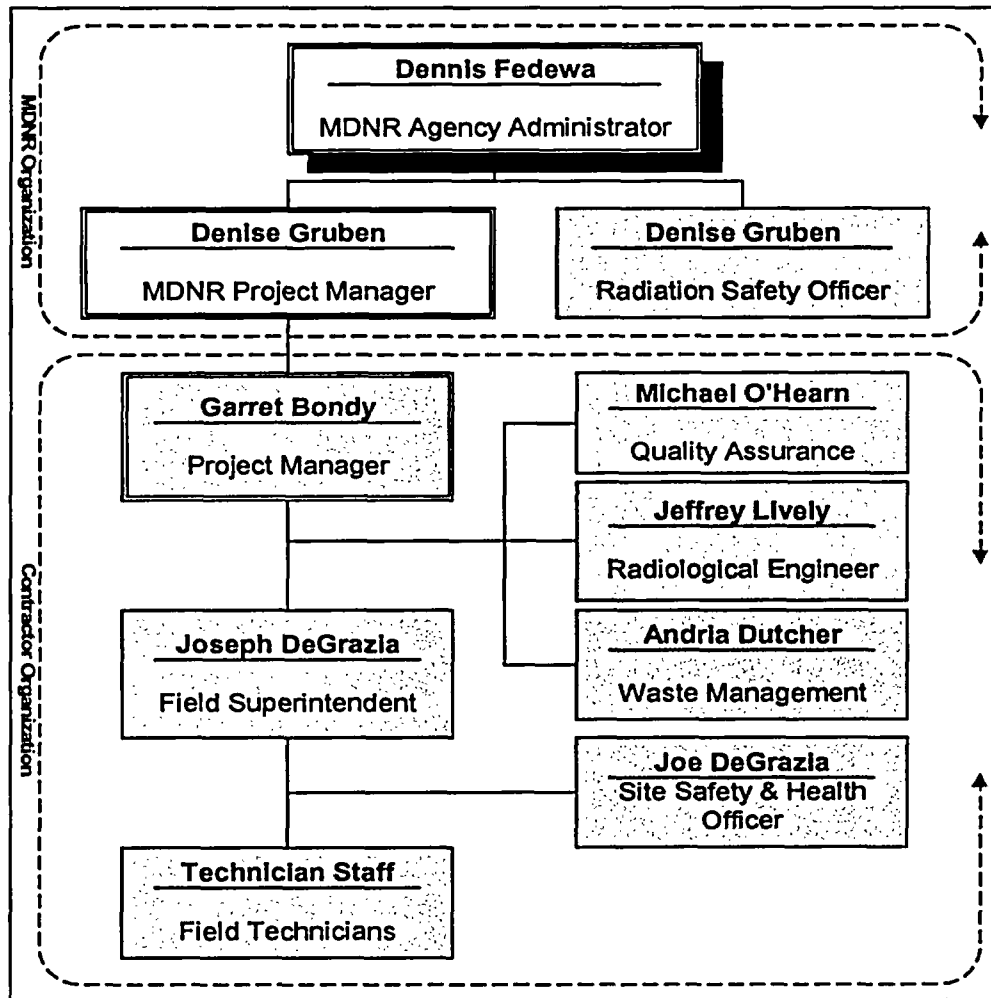 MDNR Organization
Dennis Fedewa
MDNR Agency Administrator
Denise Gruben
MDNR Project Manager
Denise Gruben
Radiation Safety Officer
Contractor Organization
Garret Bondy
Project Manager
Michael O'Hearn
Quality Assurance
Jeffrey Lively
Radiological Engineer
Andria Dutcher
Waste Management
Joseph DeGrazia
Field Superintendent
Joe DeGrazia
Site Safety & Health
Officer
Technician Staff
Field Technicians